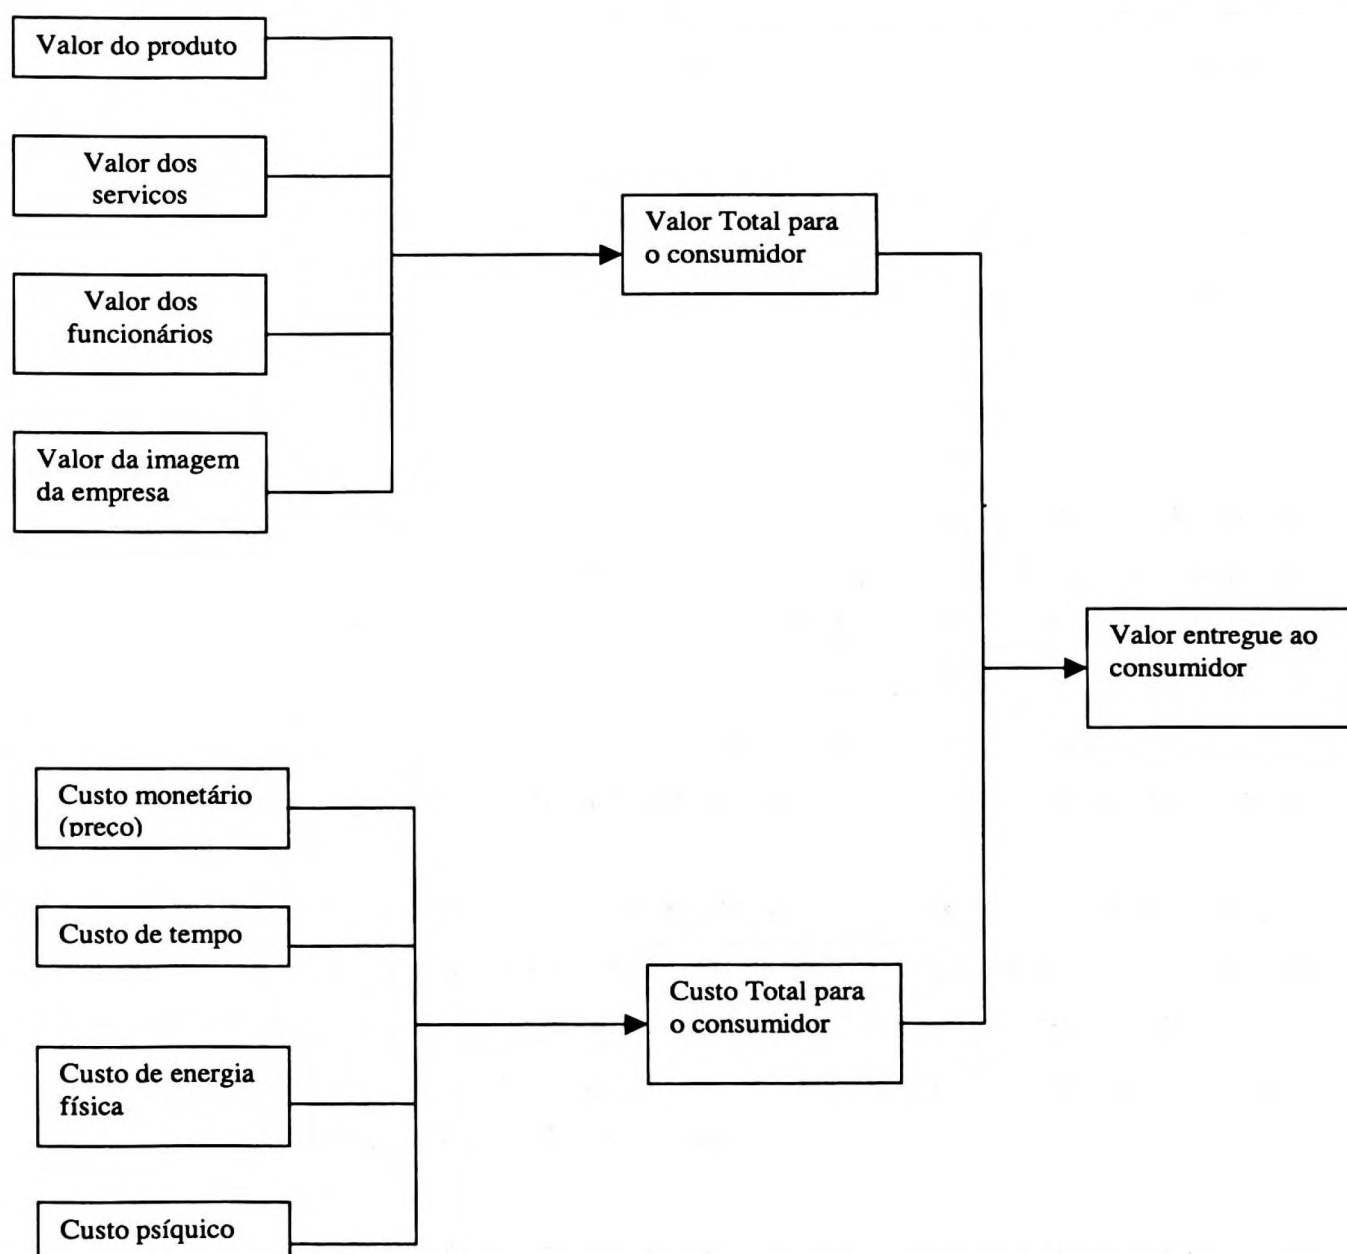 Valor do produto
Valor dos
servicos
Valor dos
funcionários
Valor da imagem
da empresa
Valor Total para
o consumidor
Valor entregue ao
consumidor
Custo monetário
(preco)
Custo de tempo
Custo de energia
física
Custo psíquico
Custo Total para
o consumidor